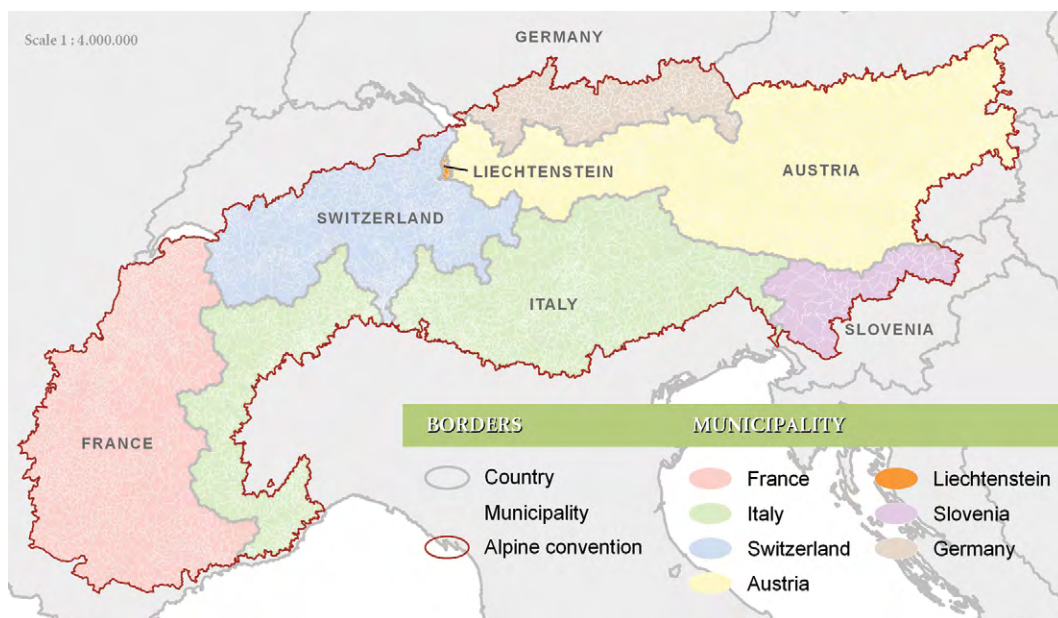 Scale 1 : 4.000.000
GERMANY
LIECHTENSTEIN
AUSTRIA
SWITZERLAND
ITALY
SLOVENIA
FRANCE
BORDERS
Country
Municipality
Alpine convention
MUNICIPALITY
France
Italy
Switzerland
Austria
Liechtenstein
Slovenia
Germany